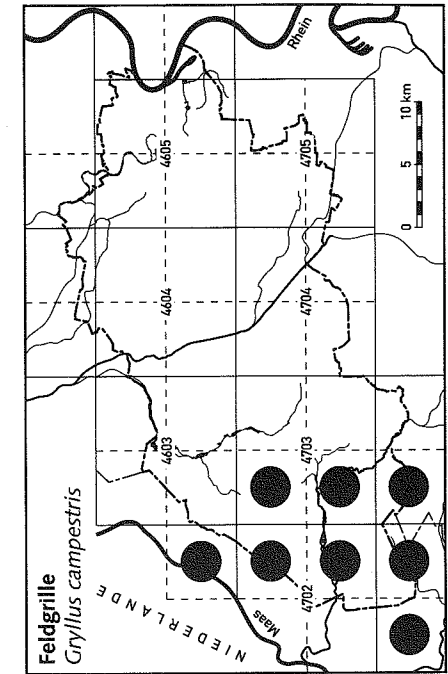 Feldgrille
Gryllus campestris
NIEDERLANDE
Maas
Rhein
4603
4604
4605
4702
4703
4704
4705
0 5 10 km